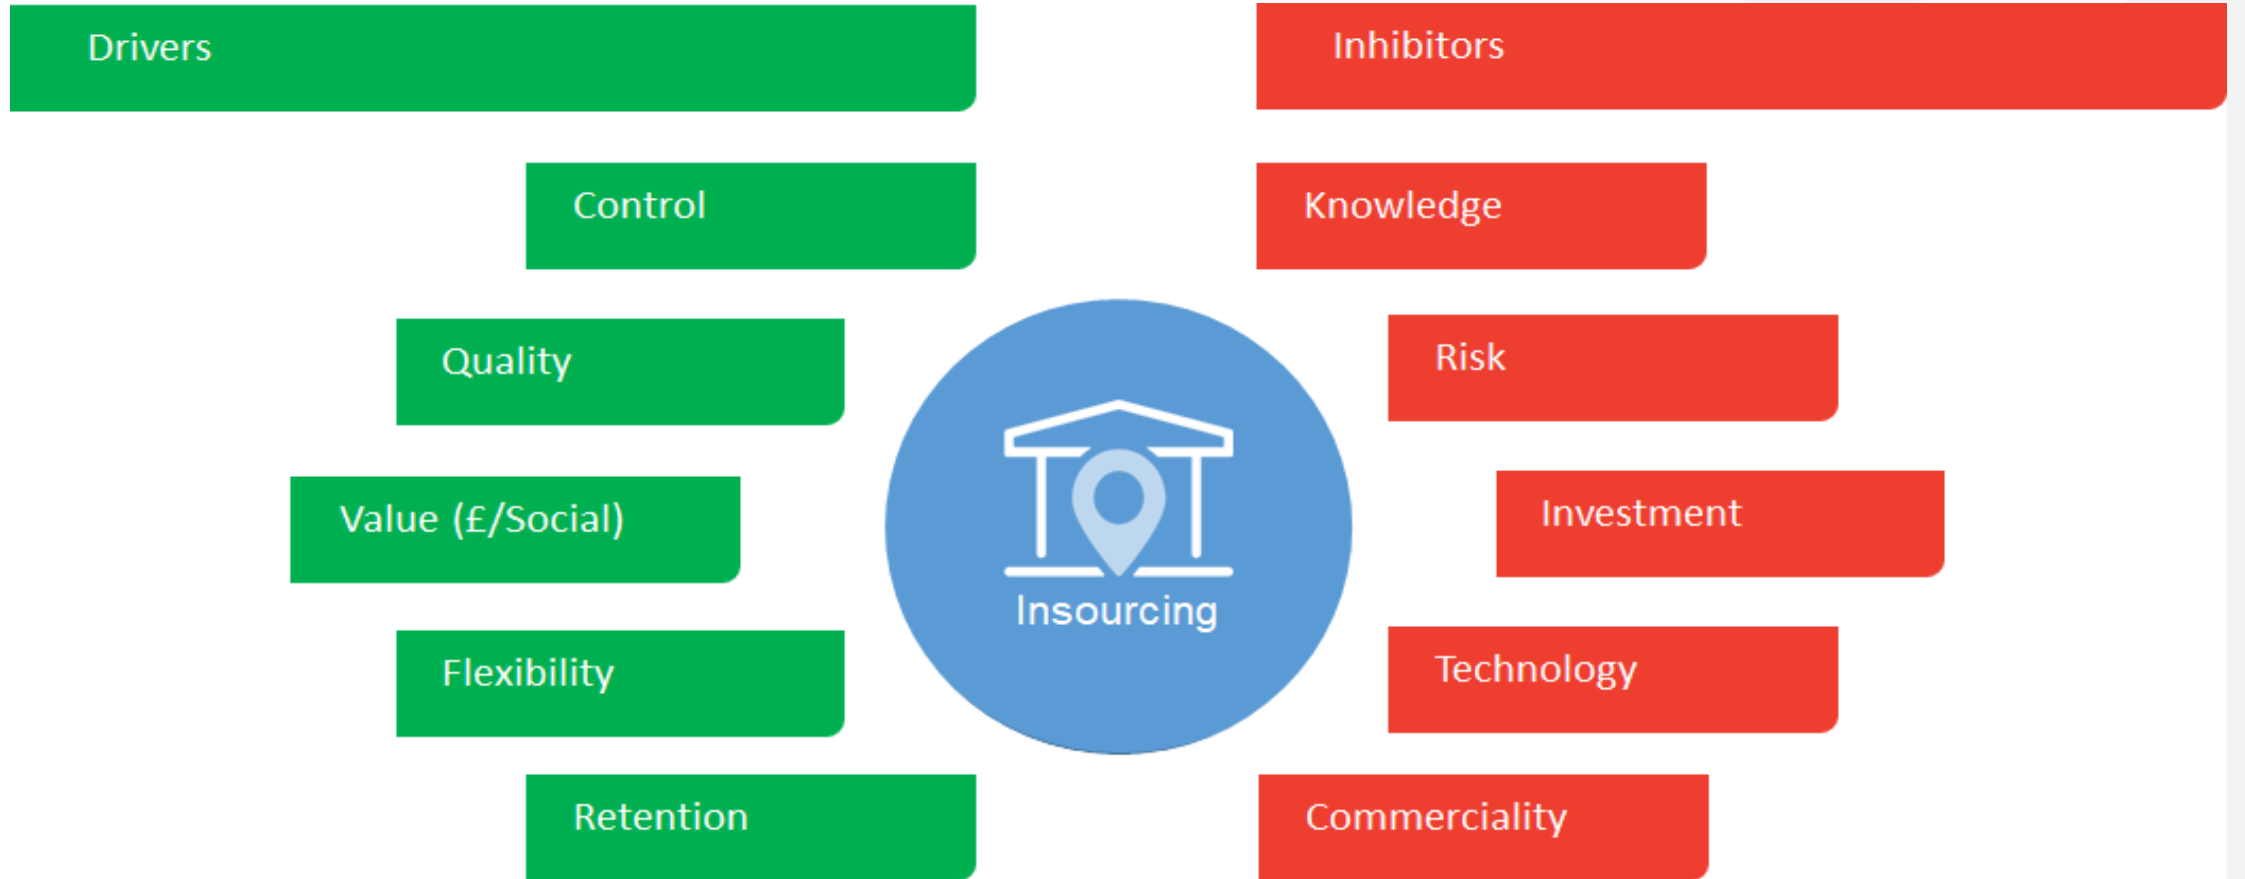 Drivers
Control
Quality
Value (£/Social)
Flexibility
Retention
Insourcing
Inhibitors
Knowledge
Risk
Investment
Technology
Commerciality